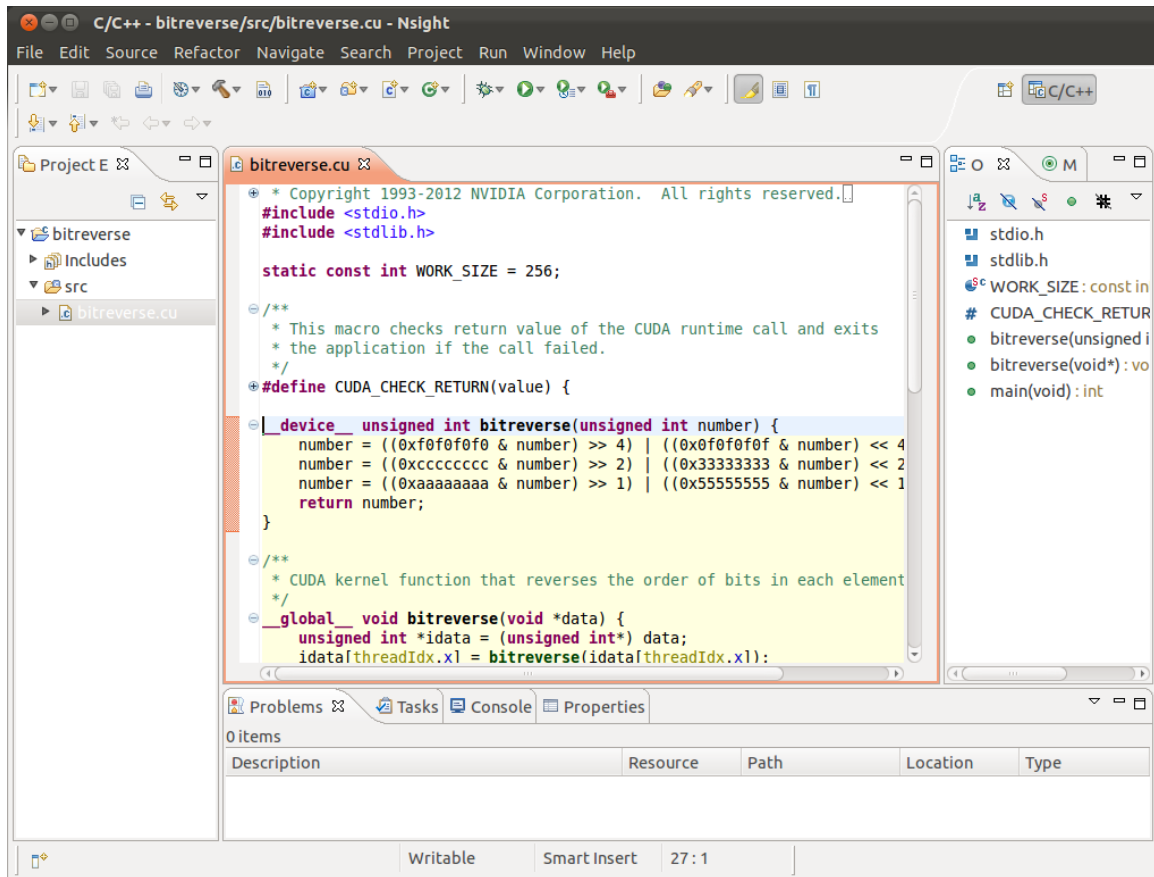 C/C++ - bitreverse/src/bitreverse.cu - Nsight
File Edit Source Refactor Navigate Search Project Run Window Help
C/C++
Project E
bitreverse
Includes
src
bitreverse.cu
bitreverse.cu
* Copyright 1993-2012 NVIDIA Corporation.  All rights reserved.
#include <stdio.h>
#include <stdlib.h>
static const int WORK_SIZE = 256;
/**
* This macro checks return value of the CUDA runtime call and exits
* the application if the call failed.
*/
#define CUDA_CHECK_RETURN(value) {
__device__ unsigned int bitreverse(unsigned int number) {
number = ((0xf0f0f0f0 & number) >> 4) | ((0x0f0f0f0f & number) << 4
number = ((0xcccccccc & number) >> 2) | ((0x33333333 & number) << 2
number = ((0xaaaaaaaa & number) >> 1) | ((0x55555555 & number) << 1
return number;
}
/**
* CUDA kernel function that reverses the order of bits in each element
*/
__global__ void bitreverse(void *data) {
unsigned int *idata = (unsigned int*) data;
idata[threadIdx.x] = bitreverse(idata[threadIdx.x]);
O
M
stdio.h
stdlib.h
WORK_SIZE : const in
CUDA_CHECK_RETUR
bitreverse(unsigned i
bitreverse(void*) : vo
main(void) : int
Problems Tasks Console Properties
0 items
Description Resource Path Location Type
Writable Smart Insert 27 : 1